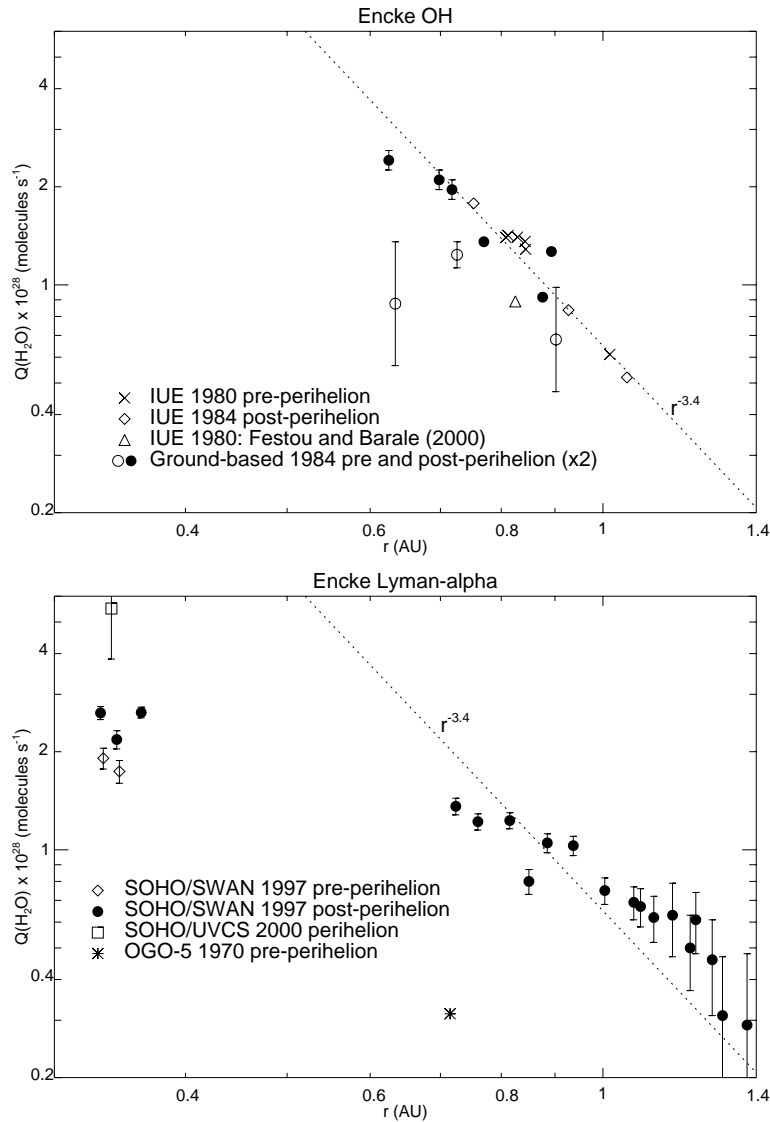 Encke OH
4
2
1
0.4
0.2
Q(H₂O) x 10²⁸ (molecules s⁻¹)
r⁻³·⁴
IUE 1980 pre-perihelion
IUE 1984 post-perihelion
IUE 1980: Festou and Barale (2000)
Ground-based 1984 pre and post-perihelion (x2)
0.4
0.6
0.8
1
1.4
r (AU)
Encke Lyman-alpha
4
2
1
0.4
0.2
Q(H₂O) x 10²⁸ (molecules s⁻¹)
r⁻³·⁴
SOHO/SWAN 1997 pre-perihelion
SOHO/SWAN 1997 post-perihelion
SOHO/UVCS 2000 perihelion
OGO-5 1970 pre-perihelion
0.4
0.6
0.8
1
1.4
r (AU)